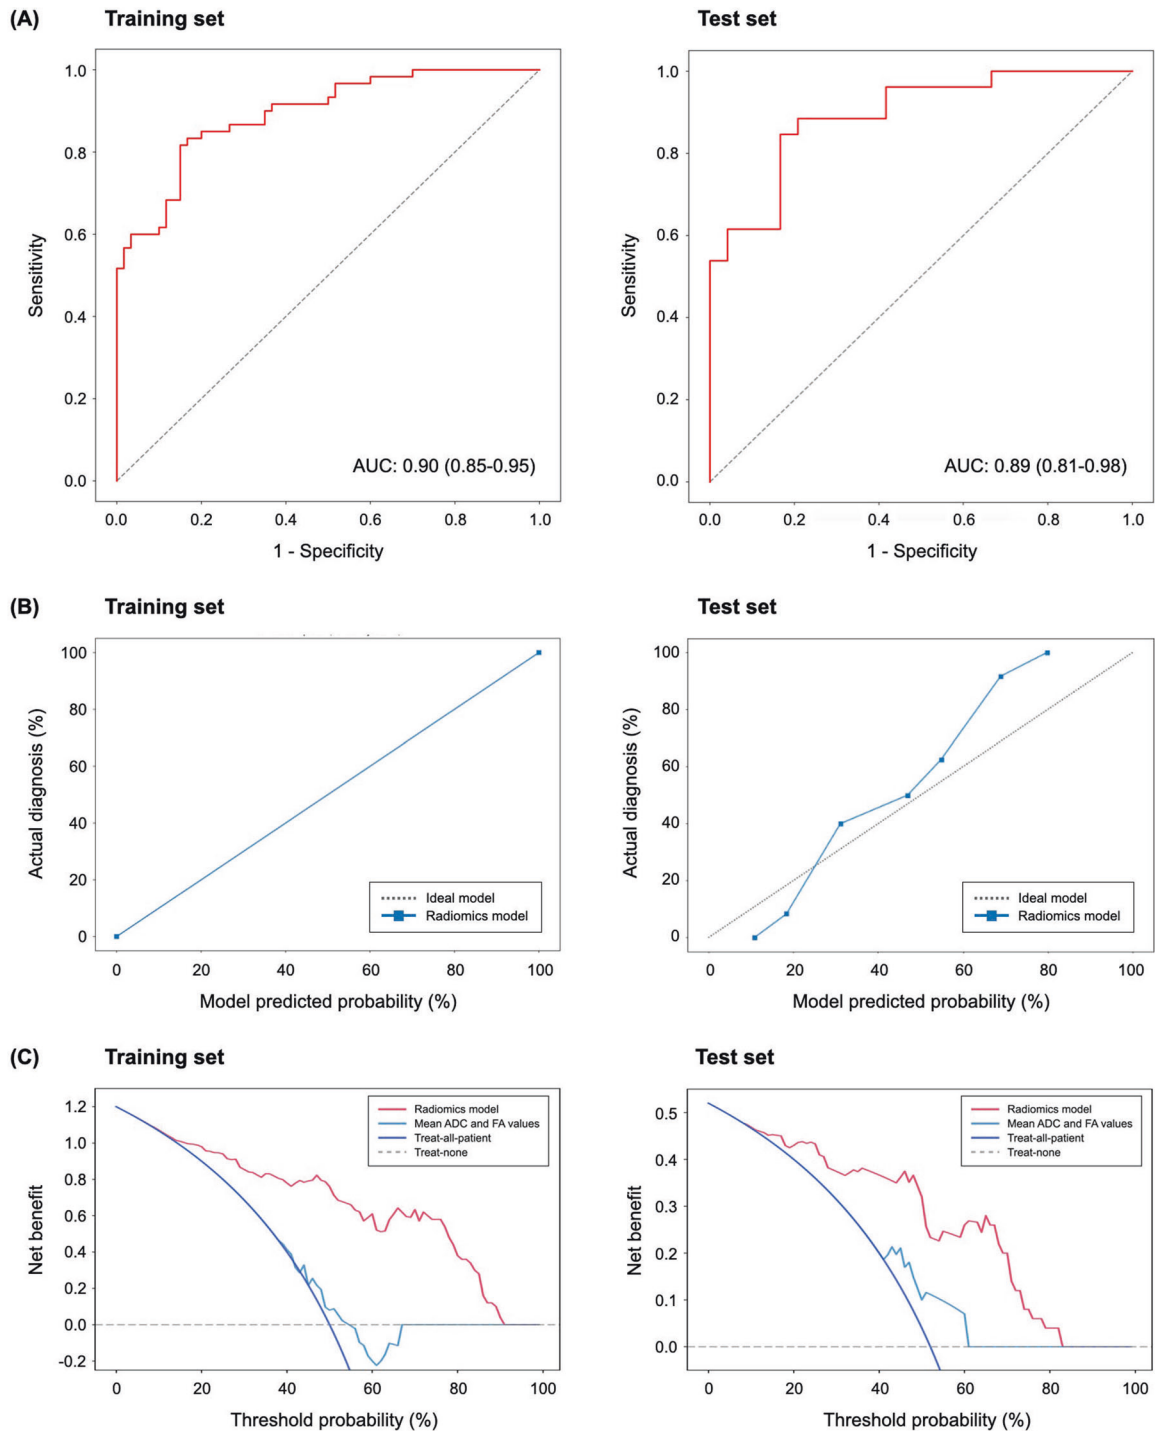 (A) Training set Test set
1.0 1.0
0.8 0.8
0.6 0.6
0.4 0.4
0.2 0.2
0.0 0.0
Sensitivity Sensitivity
AUC: 0.90 (0.85-0.95) AUC: 0.89 (0.81-0.98)
0.0 0.2 0.4 0.6 0.8 1.0 0.0 0.2 0.4 0.6 0.8 1.0
1 - Specificity 1 - Specificity
(B) Training set Test set
100 100
80 80
60 60
40 40
20 20
0 0
Actual diagnosis (%) Actual diagnosis (%)
Ideal model Ideal model
Radiomics model Radiomics model
0 20 40 60 80 100 0 20 40 60 80 100
Model predicted probability (%) Model predicted probability (%)
(C) Training set Test set
Radiomics model Radiomics model
Mean ADC and FA values Mean ADC and FA values
Treat-all-patient Treat-all-patient
Treat-none Treat-none
1.2 0.5
1.0 0.4
0.8 0.3
0.6 0.2
0.4 0.1
0.2 0.0
0.0
-0.2
Net benefit Net benefit
0 20 40 60 80 100 0 20 40 60 80 100
Threshold probability (%) Threshold probability (%)